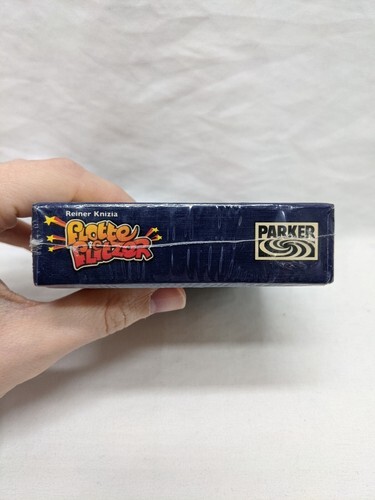 Reiner Knizia
Flotte
Flitzer
PARKER